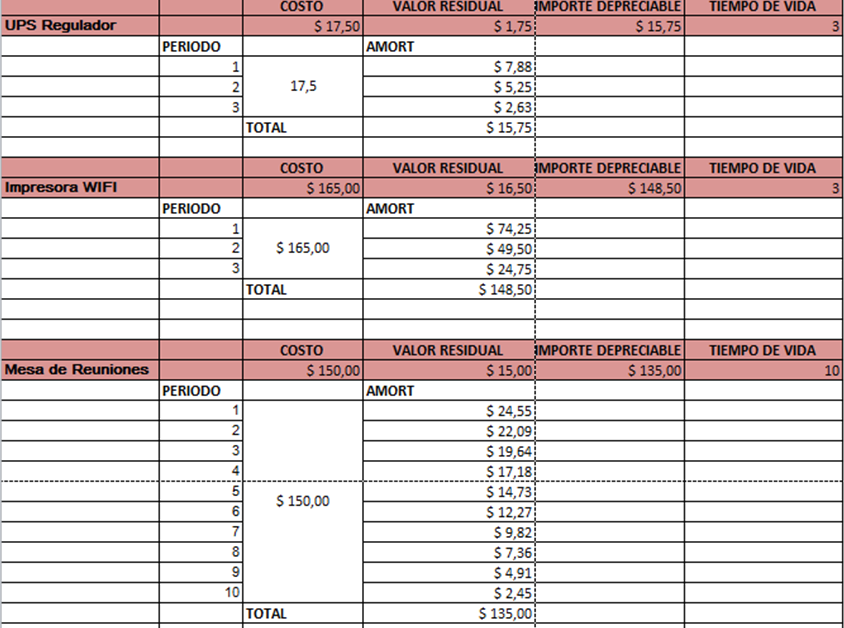 COSTO VALOR RESIDUAL IMPORTE DEPRECIABLE TIEMPO DE VIDA
UPS Regulador $ 17,50 $ 1,75 $ 15,75 3
PERIODO AMORT
1 $ 7,88
2 17,5 $ 5,25
3 $ 2,63
TOTAL $ 15,75
COSTO VALOR RESIDUAL IMPORTE DEPRECIABLE TIEMPO DE VIDA
Impresora WIFI $ 165,00 $ 16,50 $ 148,50 3
PERIODO AMORT
1 $ 74,25
2 $ 165,00 $ 49,50
3 $ 24,75
TOTAL $ 148,50
COSTO VALOR RESIDUAL IMPORTE DEPRECIABLE TIEMPO DE VIDA
Mesa de Reuniones $ 150,00 $ 15,00 $ 135,00 10
PERIODO AMORT
1 $ 24,55
2 $ 22,09
3 $ 19,64
4 $ 17,18
5 $ 14,73
$ 150,00
6 $ 12,27
7 $ 9,82
8 $ 7,36
9 $ 4,91
10 $ 2,45
TOTAL $ 135,00